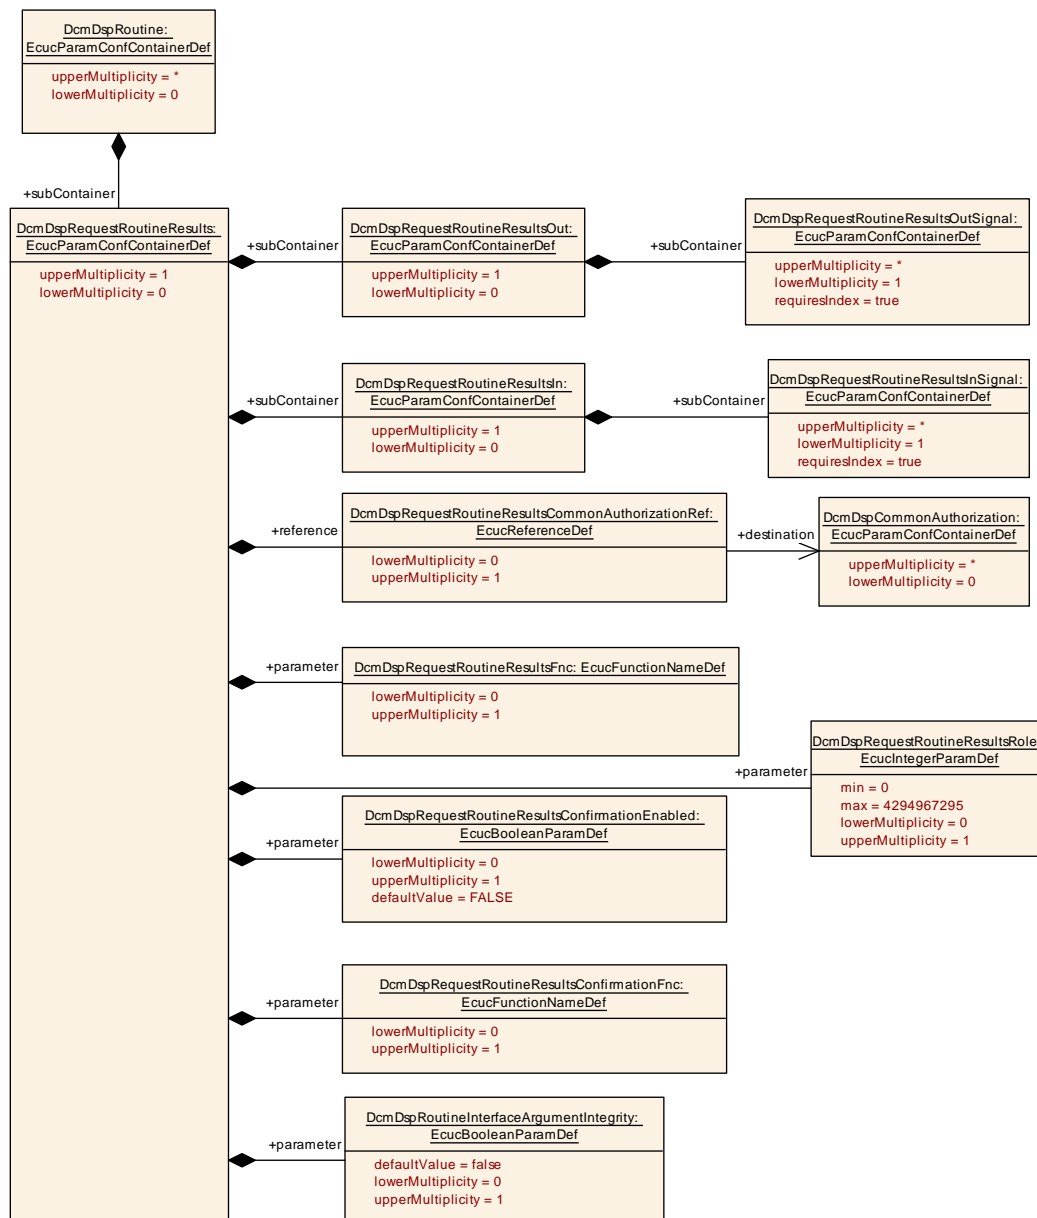 DcmDspRoutine:
EcucParamConfContainerDef
upperMultiplicity = *
lowerMultiplicity = 0
+subContainer
DcmDspRequestRoutineResults:
EcucParamConfContainerDef
upperMultiplicity = 1
lowerMultiplicity = 0
+subContainer
DcmDspRequestRoutineResultsOut:
EcucParamConfContainerDef
upperMultiplicity = 1
lowerMultiplicity = 0
+subContainer
DcmDspRequestRoutineResultsOutSignal:
EcucParamConfContainerDef
upperMultiplicity = *
lowerMultiplicity = 1
requiresIndex = true
+subContainer
DcmDspRequestRoutineResultsIn:
EcucParamConfContainerDef
upperMultiplicity = 1
lowerMultiplicity = 0
+subContainer
DcmDspRequestRoutineResultsInSignal:
EcucParamConfContainerDef
upperMultiplicity = *
lowerMultiplicity = 1
requiresIndex = true
+reference
DcmDspRequestRoutineResultsCommonAuthorizationRef:
EcucReferenceDef
lowerMultiplicity = 0
upperMultiplicity = 1
+destination
DcmDspCommonAuthorization:
EcucParamConfContainerDef
upperMultiplicity = *
lowerMultiplicity = 0
+parameter
DcmDspRequestRoutineResultsFnc: EcucFunctionNameDef
lowerMultiplicity = 0
upperMultiplicity = 1
+parameter
DcmDspRequestRoutineResultsRole
EcucIntegerParamDef
min = 0
max = 4294967295
lowerMultiplicity = 0
upperMultiplicity = 1
+parameter
DcmDspRequestRoutineResultsConfirmationEnabled:
EcucBooleanParamDef
lowerMultiplicity = 0
upperMultiplicity = 1
defaultValue = FALSE
+parameter
DcmDspRequestRoutineResultsConfirmationFnc:
EcucFunctionNameDef
lowerMultiplicity = 0
upperMultiplicity = 1
+parameter
DcmDspRoutineInterfaceArgumentIntegrity:
EcucBooleanParamDef
defaultValue = false
lowerMultiplicity = 0
upperMultiplicity = 1